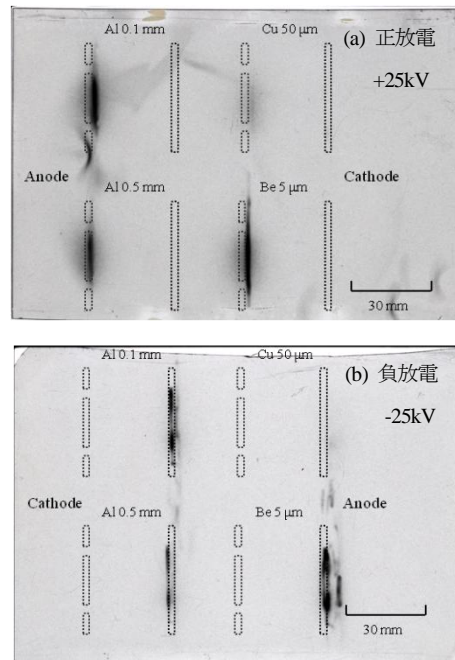 Al 0.1 mm
Cu 50 μm
(a) 正放電
+25kV
Anode
Cathode
Al 0.5 mm
Be 5 μm
30 mm
Al 0.1 mm
Cu 50 μm
(b) 負放電
-25kV
Cathode
Anode
Al 0.5 mm
Be 5 μm
30 mm